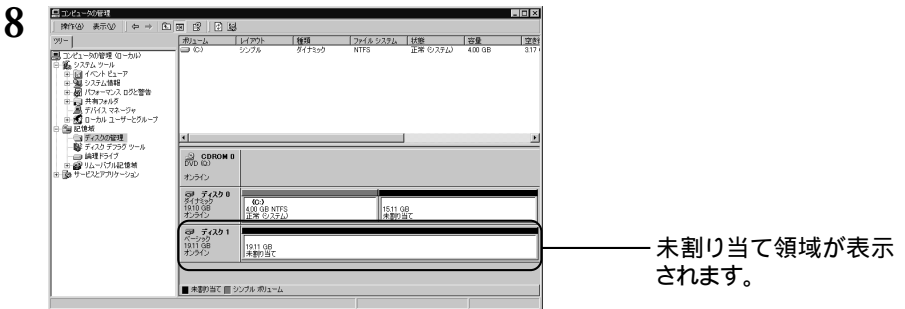 8
コンピュータの管理
操作(A) 表示(V)
ツリー
コンピュータの管理 (ローカル)
システム ツール
イベント ビューア
システム情報
パフォーマンス ログと警告
共有フォルダ
デバイス マネージャ
ローカル ユーザーとグループ
記憶域
ディスクの管理
ディスク デフラグ ツール
論理ドライブ
リムーバブル記憶域
サービスとアプリケーション
ボリューム レイアウト 種類 ファイル システム 状態 容量 空き
(C:) シンプル ダイナミック NTFS 正常 (システム) 4.00 GB 3.17
CDROM 0
DVD (D:)
オンライン
ディスク 0
ダイナミック
19.10 GB
オンライン
(C:)
4.00 GB NTFS
正常 (システム)
15.11 GB
未割り当て
ディスク 1
ベーシック
19.11 GB
オンライン
19.11 GB
未割り当て
未割り当て シンプル ボリューム
未割り当て領域が表示
されます。